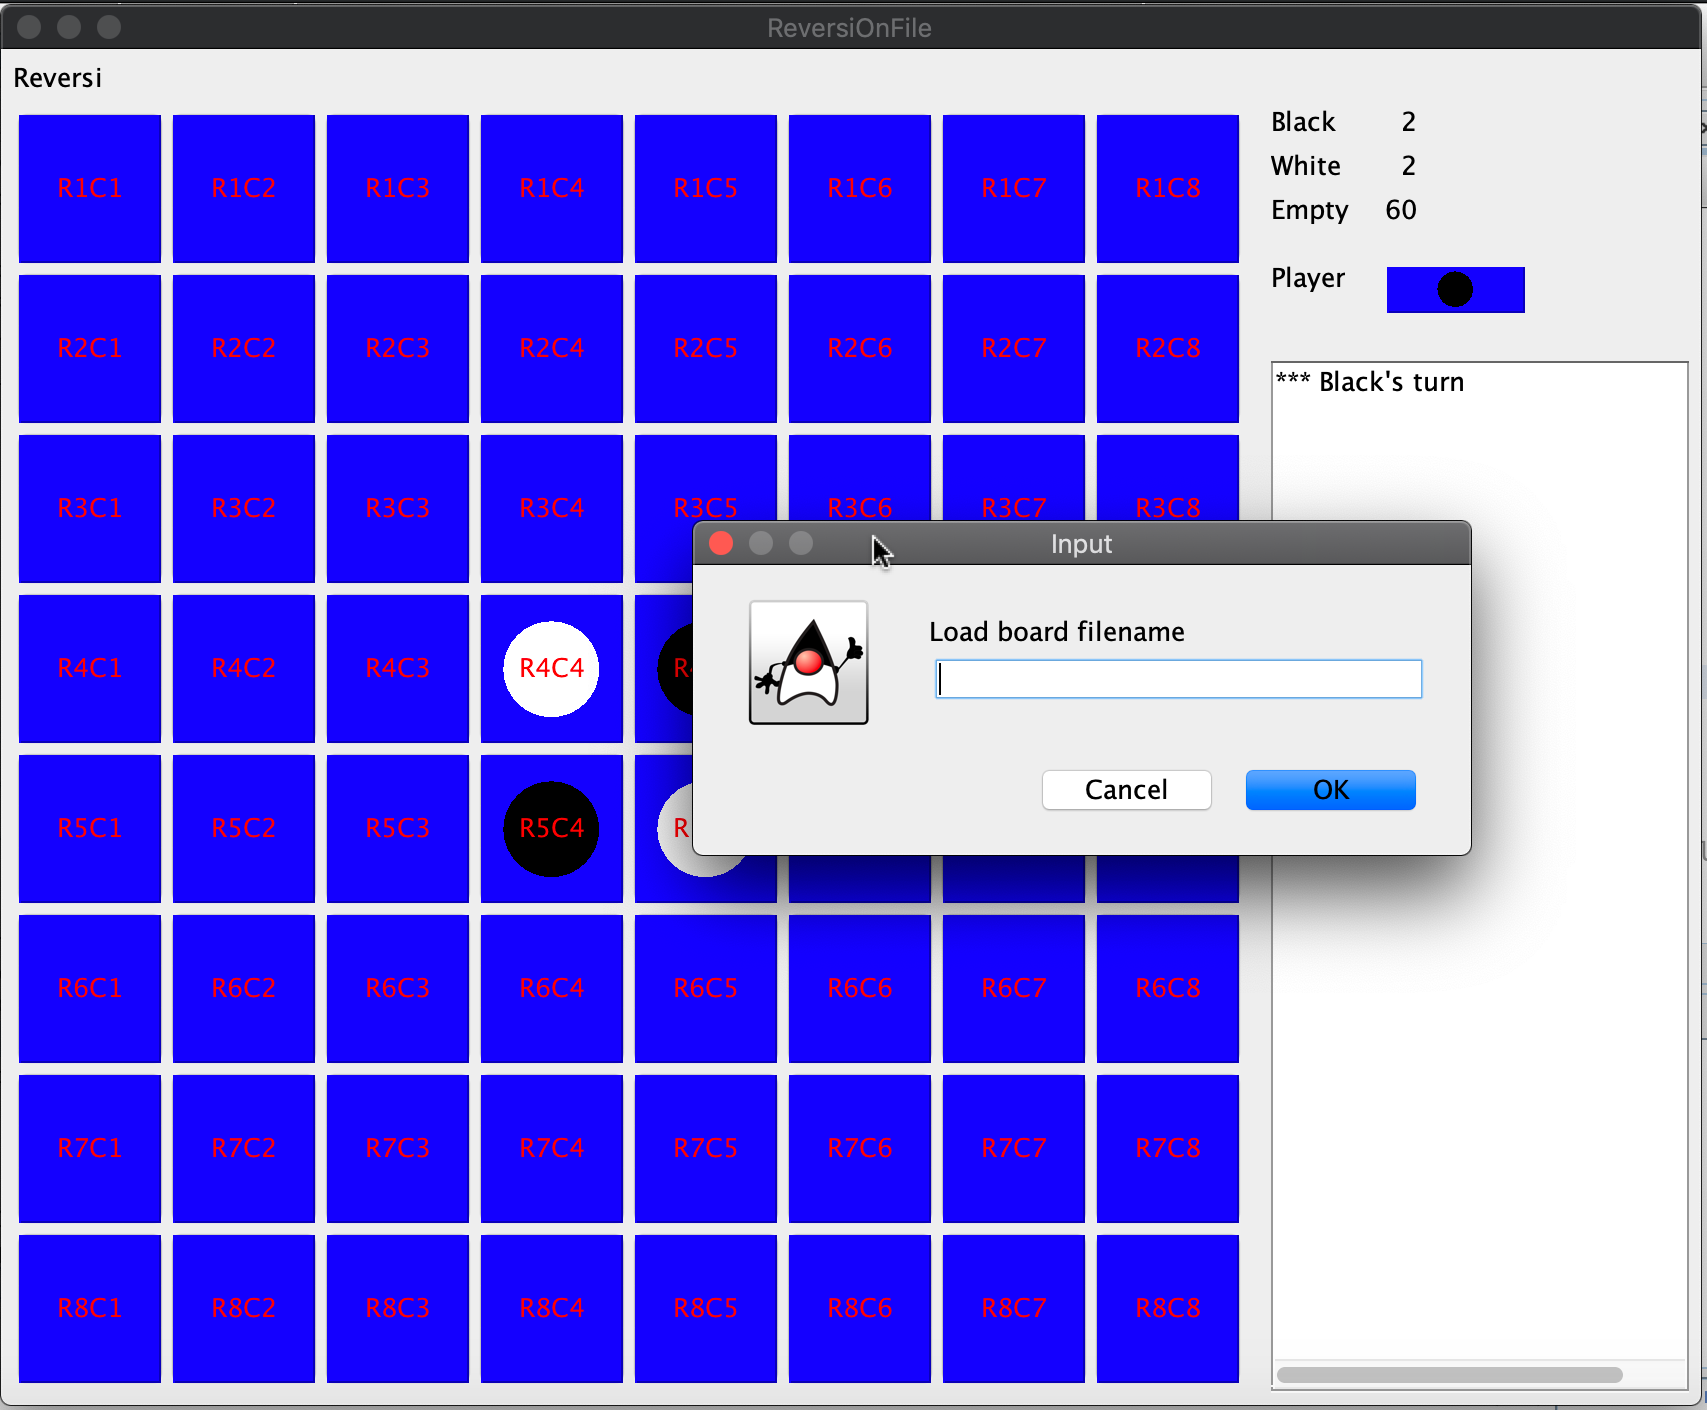 ReversiOnFile
Reversi
R1C1 R1C2 R1C3 R1C4 R1C5 R1C6 R1C7 R1C8
R2C1 R2C2 R2C3 R2C4 R2C5 R2C6 R2C7 R2C8
R3C1 R3C2 R3C3 R3C4 R3C5 R3C6 R3C7 R3C8
R4C1 R4C2 R4C3 R4C4
R5C1 R5C2 R5C3 R5C4
R6C1 R6C2 R6C3 R6C4 R6C5 R6C6 R6C7 R6C8
R7C1 R7C2 R7C3 R7C4 R7C5 R7C6 R7C7 R7C8
R8C1 R8C2 R8C3 R8C4 R8C5 R8C6 R8C7 R8C8
Black 2
White 2
Empty 60
Player
*** Black's turn
Input
Load board filename
Cancel OK